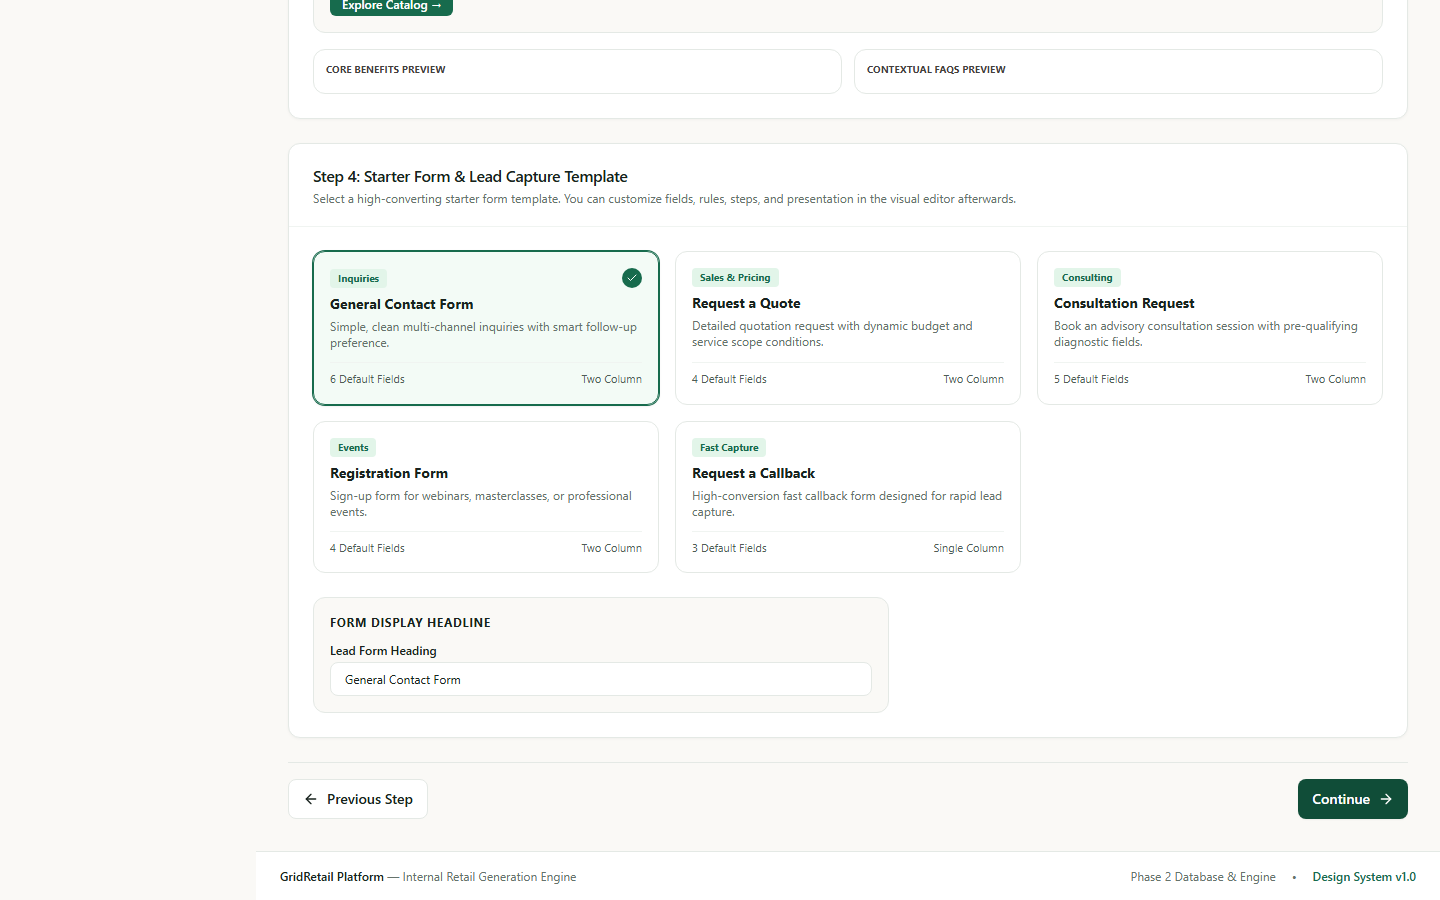 Explore Catalog →
CORE BENEFITS PREVIEW
CONTEXTUAL FAQS PREVIEW
Step 4: Starter Form & Lead Capture Template
Select a high-converting starter form template. You can customize fields, rules, steps, and presentation in the visual editor afterwards.
Inquiries
General Contact Form
Simple, clean multi-channel inquiries with smart follow-up
preference.
6 Default Fields
Two Column
Sales & Pricing
Request a Quote
Detailed quotation request with dynamic budget and
service scope conditions.
4 Default Fields
Two Column
Consulting
Consultation Request
Book an advisory consultation session with pre-qualifying
diagnostic fields.
5 Default Fields
Two Column
Events
Registration Form
Sign-up form for webinars, masterclasses, or professional
events.
4 Default Fields
Two Column
Fast Capture
Request a Callback
High-conversion fast callback form designed for rapid lead
capture.
3 Default Fields
Single Column
FORM DISPLAY HEADLINE
Lead Form Heading
General Contact Form
← Previous Step
Continue →
GridRetail Platform — Internal Retail Generation Engine
Phase 2 Database & Engine • Design System v1.0